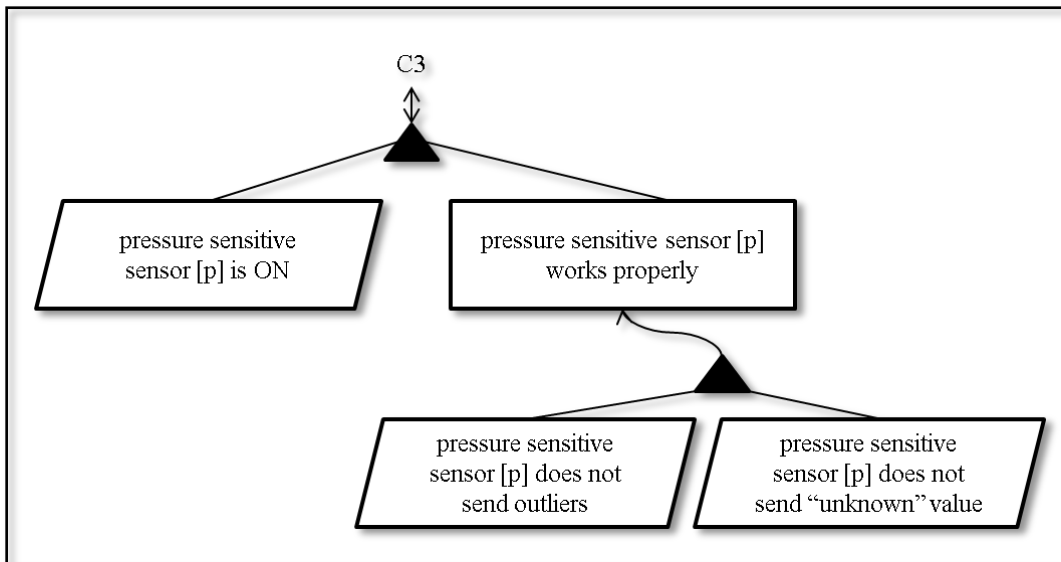 C3
pressure sensitive
sensor [p] is ON
pressure sensitive sensor [p]
works properly
pressure sensitive
sensor [p] does not
send outliers
pressure sensitive
sensor [p] does not
send “unknown” value